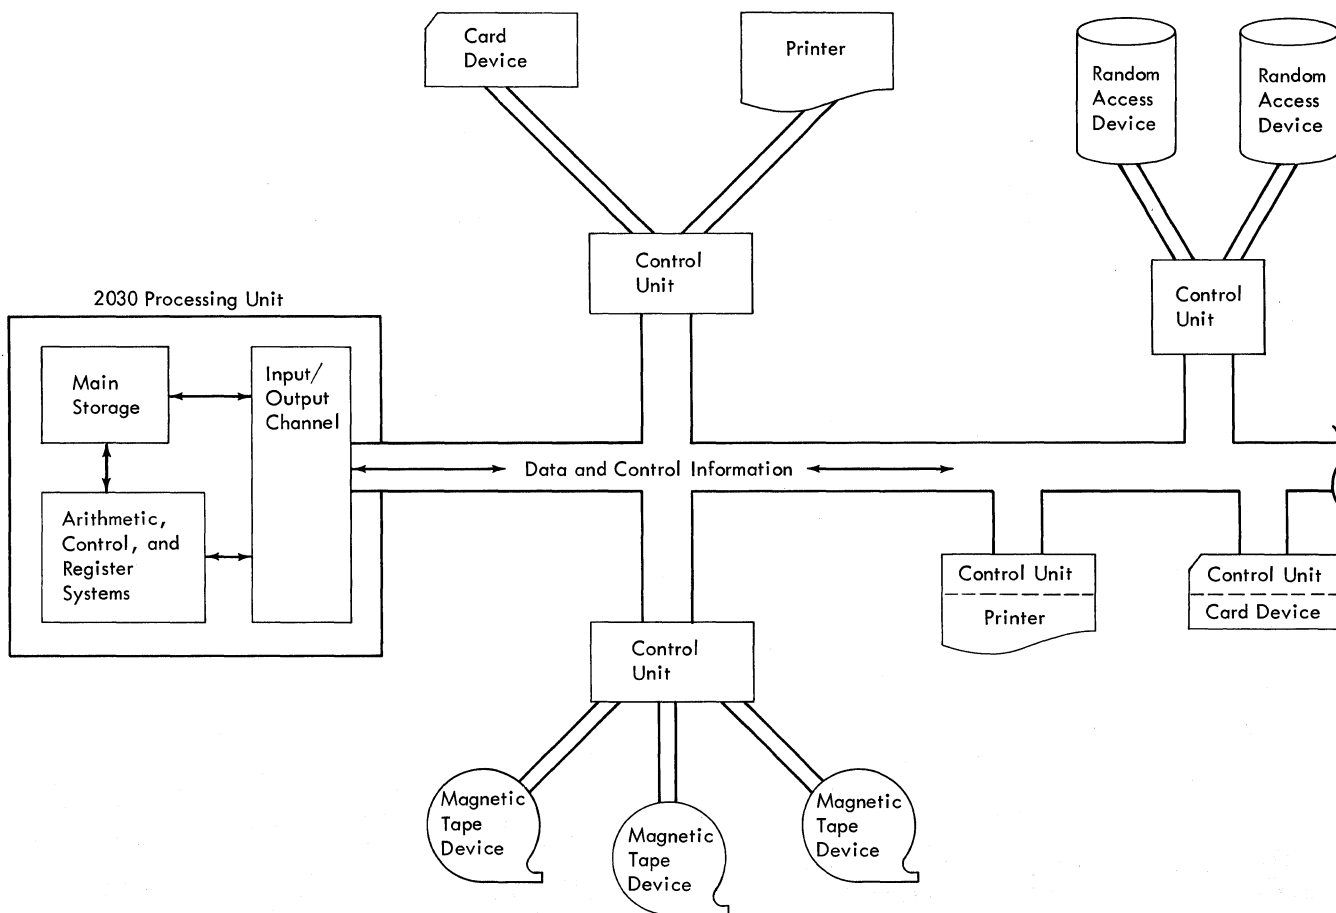 Card
Device
Printer
Random
Access
Device
Random
Access
Device
Control
Unit
Control
Unit
2030 Processing Unit
Main
Storage
Input/
Output
Channel
Data and Control Information
Arithmetic,
Control, and
Register
Systems
Control Unit
Printer
Control Unit
Card Device
Control
Unit
Magnetic
Tape
Device
Magnetic
Tape
Device
Magnetic
Tape
Device